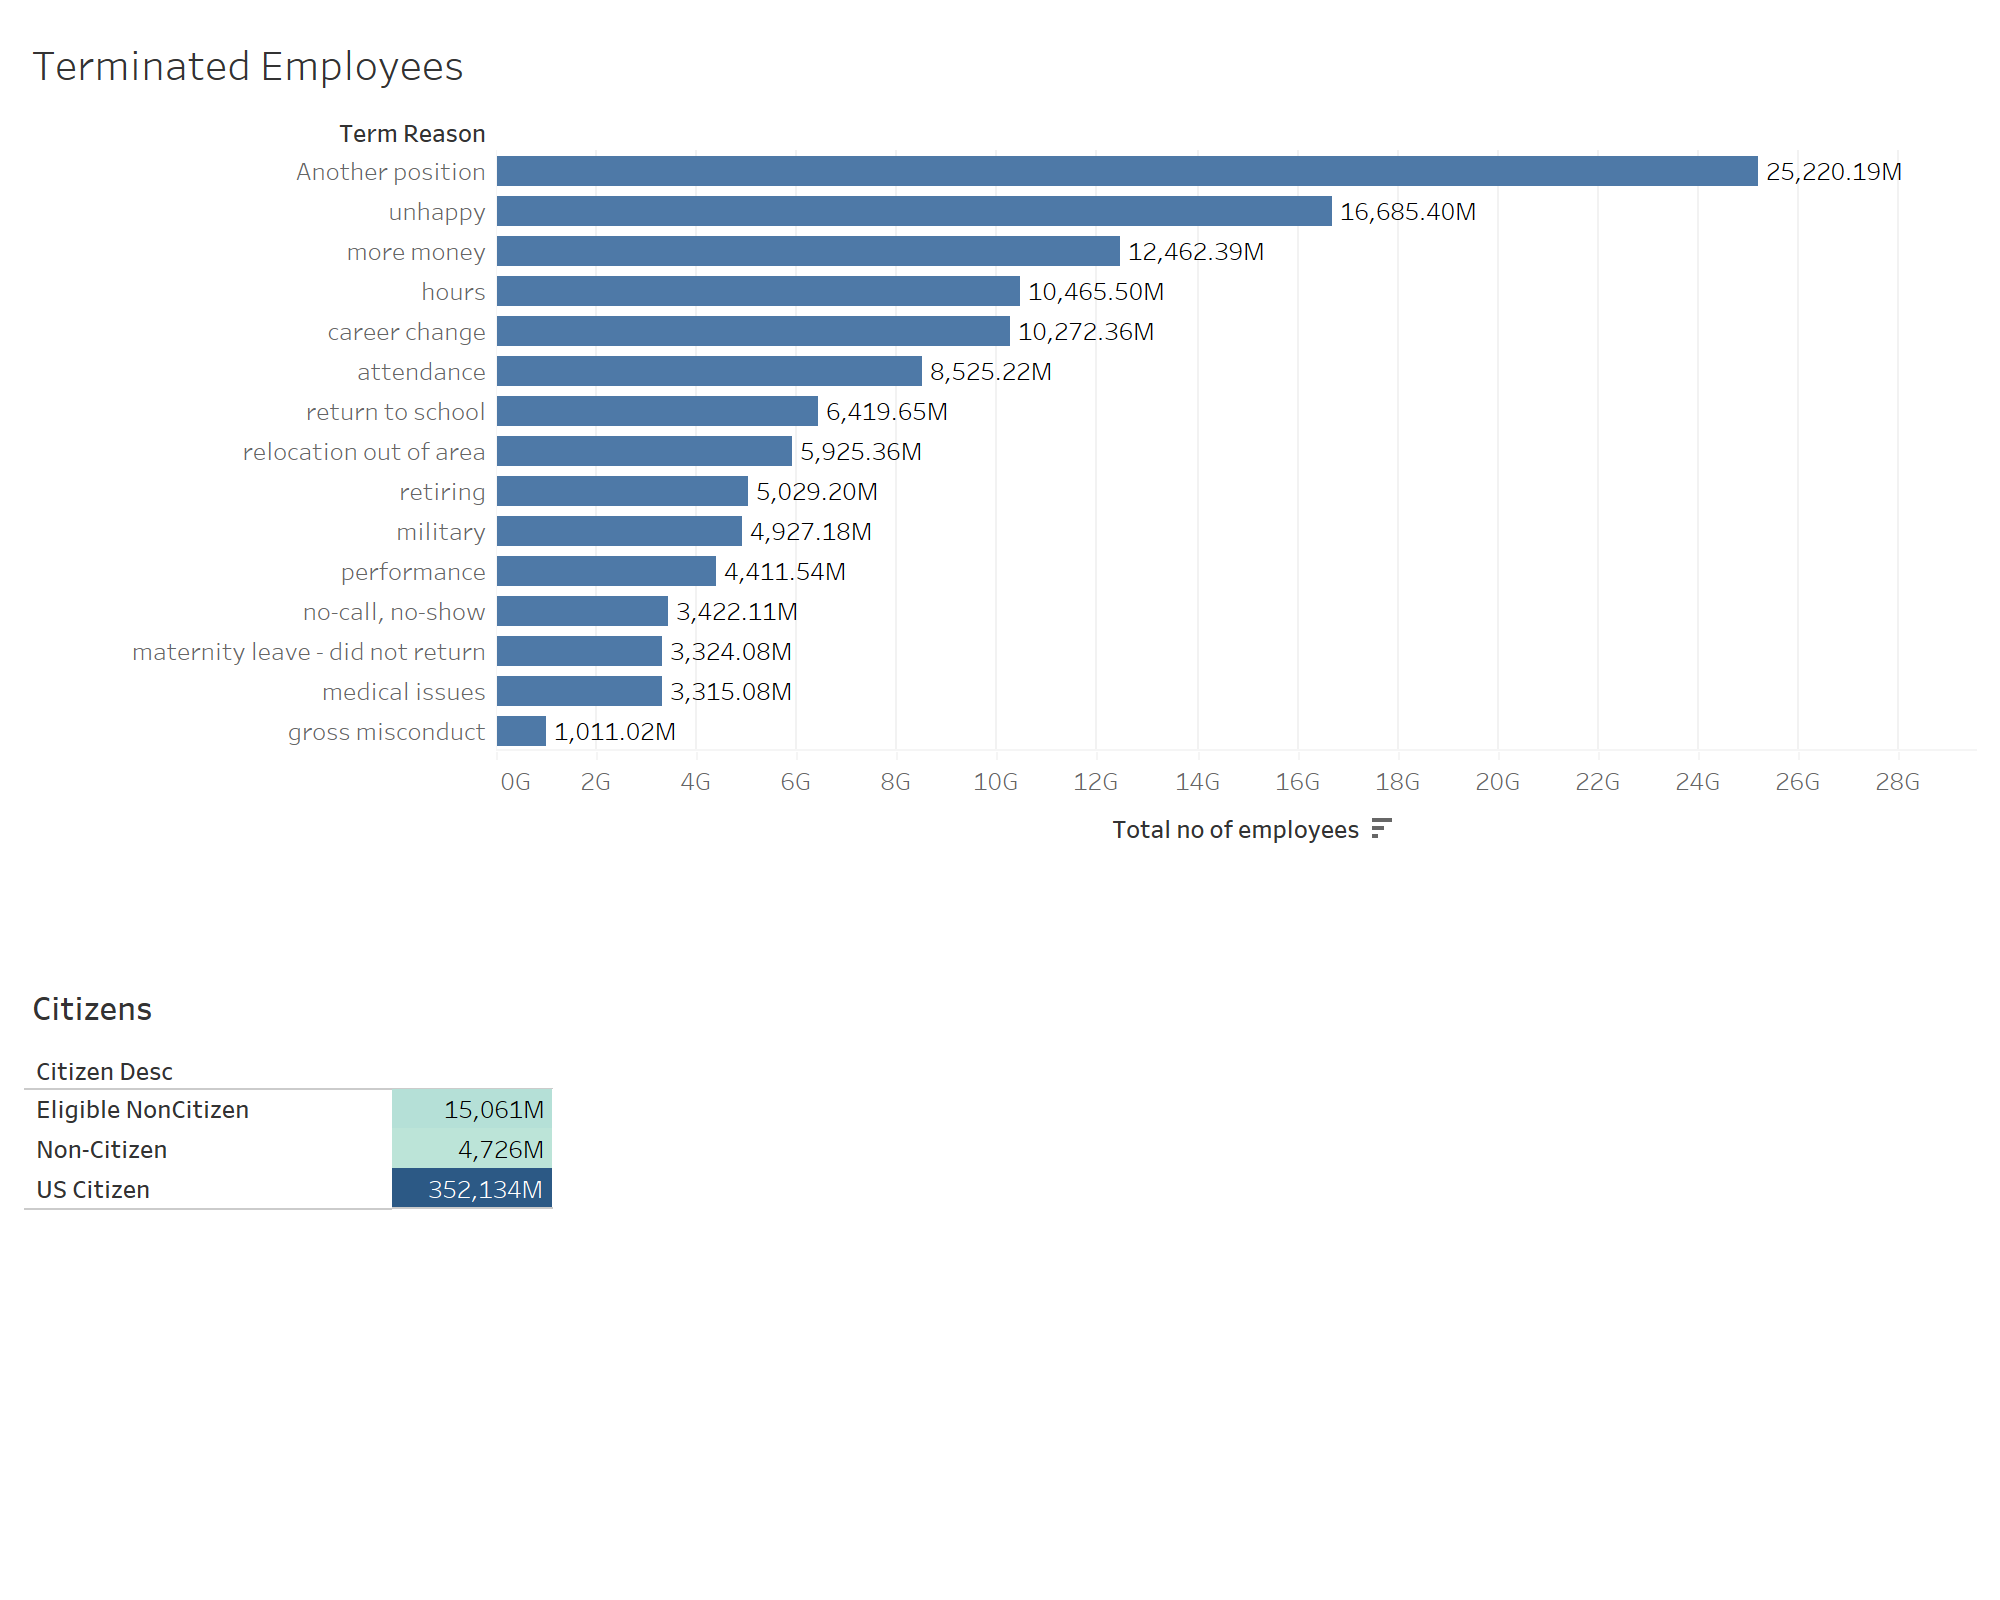 Terminated Employees
Term Reason
Another position 25,220.19M
unhappy 16,685.40M
more money 12,462.39M
hours 10,465.50M
career change 10,272.36M
attendance 8,525.22M
return to school 6,419.65M
relocation out of area 5,925.36M
retiring 5,029.20M
military 4,927.18M
performance 4,411.54M
no-call, no-show 3,422.11M
maternity leave - did not return 3,324.08M
medical issues 3,315.08M
gross misconduct 1,011.02M
0G 2G 4G 6G 8G 10G 12G 14G 16G 18G 20G 22G 24G 26G 28G
Total no of employees
Citizens
Citizen Desc
Eligible NonCitizen 15,061M
Non-Citizen 4,726M
US Citizen 352,134M